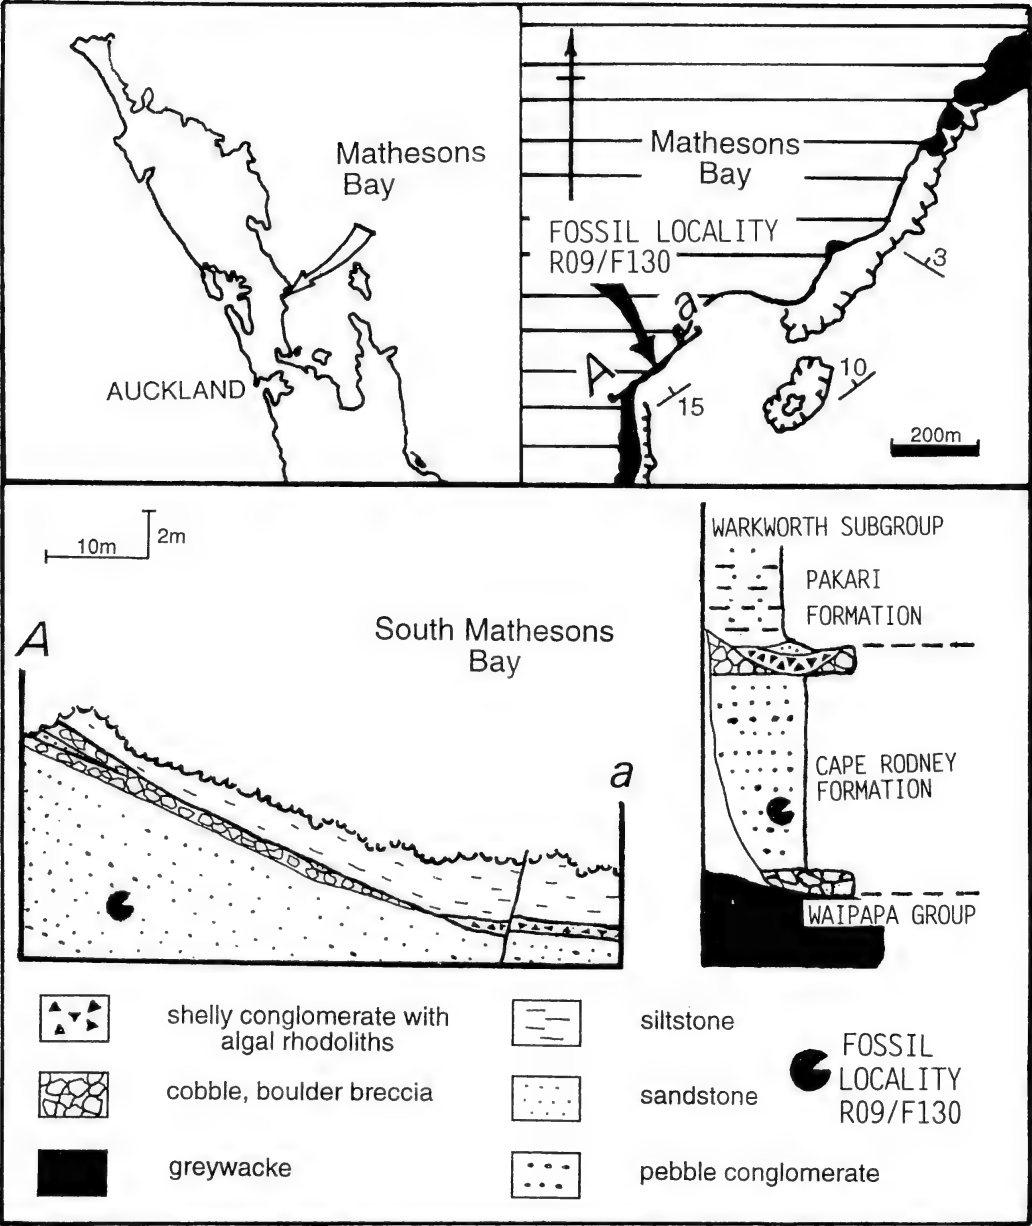 Mathesons
Bay
AUCKLAND
Mathesons
Bay
FOSSIL LOCALITY
R09/F130
a
A
3
10
15
200m
10m
2m
A
South Mathesons
Bay
a
WARKWORTH SUBGROUP
PAKARI
FORMATION
CAPE RODNEY
FORMATION
WAIPAPA GROUP
shelly conglomerate with
algal rhodoliths
cobble, boulder breccia
greywacke
siltstone
sandstone
pebble conglomerate
FOSSIL
LOCALITY
R09/F130